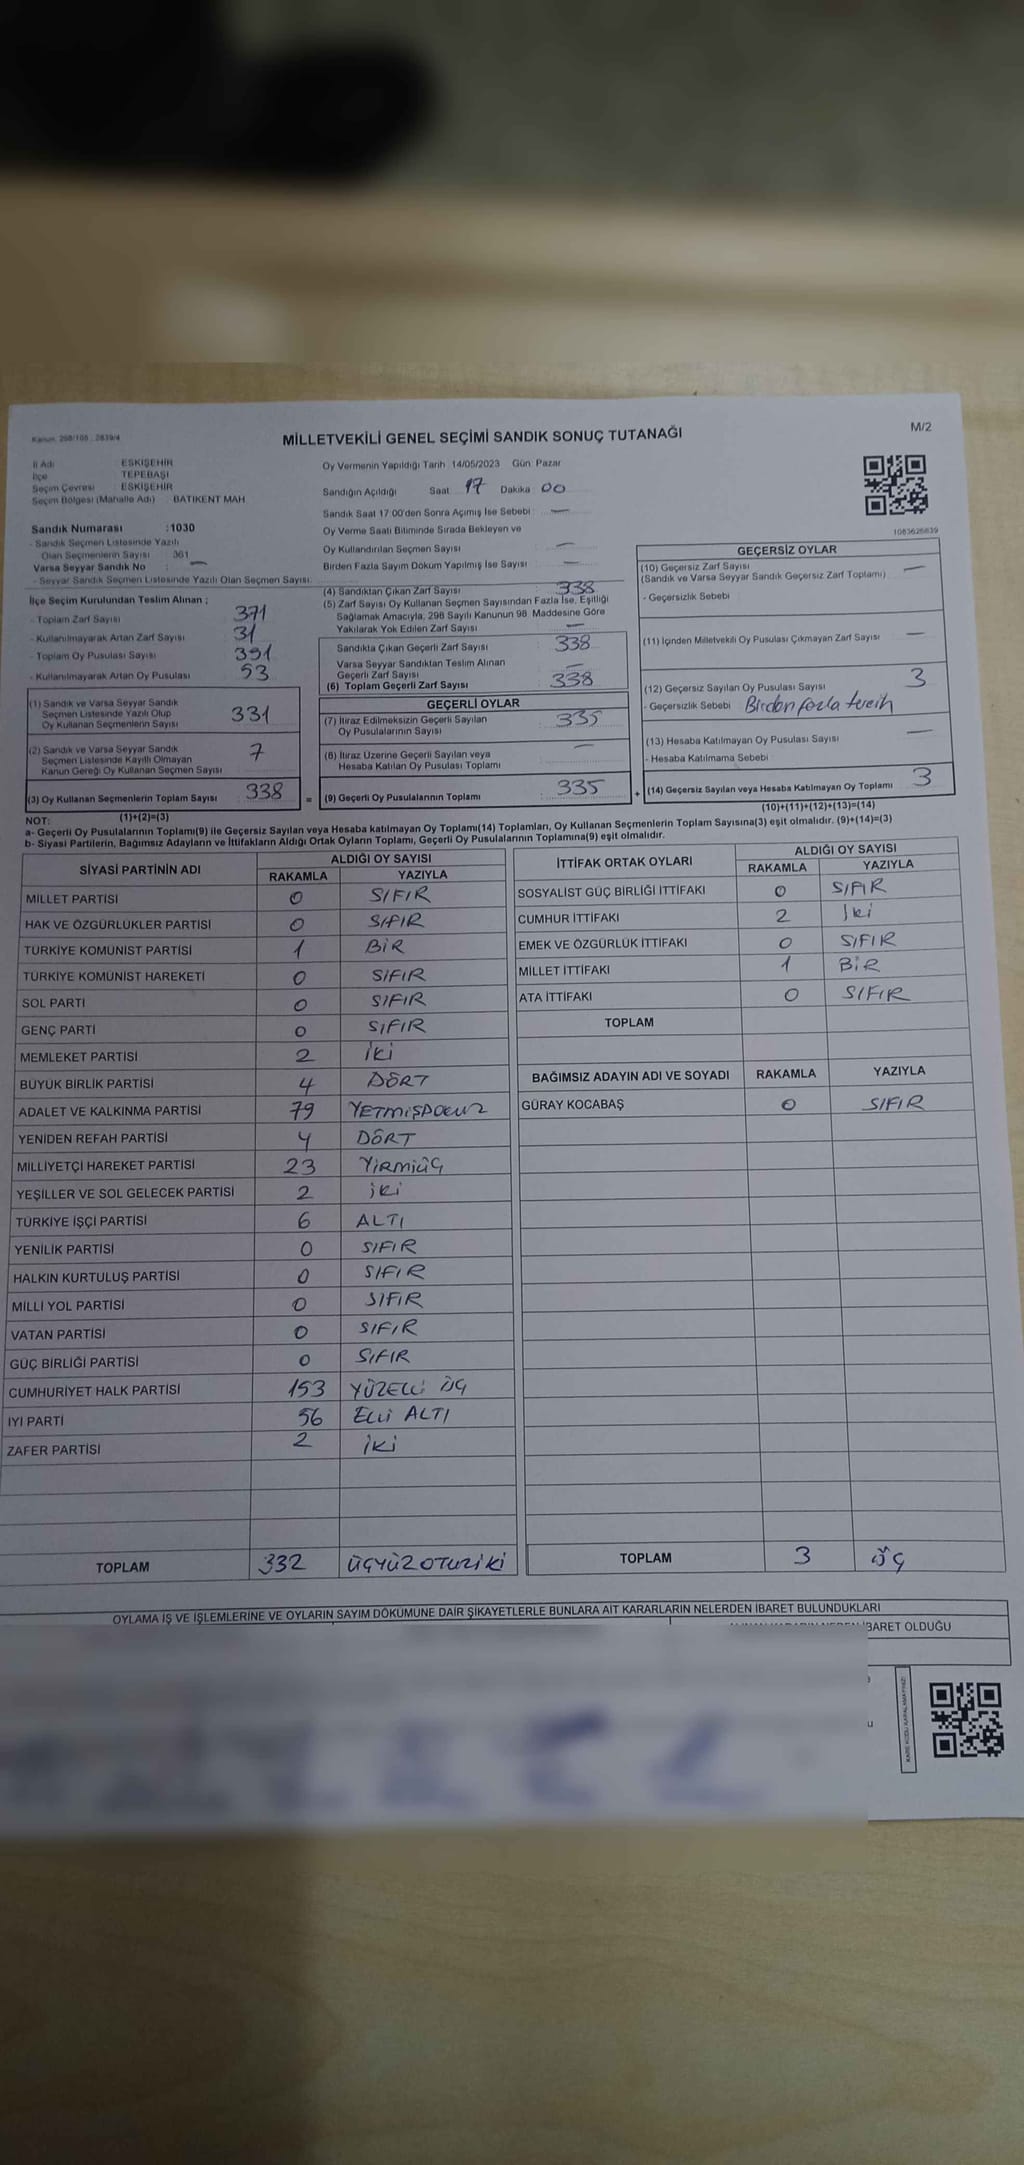 Kanun: 298/105 , 2839/4
MİLLETVEKİLİ GENEL SEÇİMİ SANDIK SONUÇ TUTANAĞI
M/2
İl Adı : ESKİŞEHİR
İlçe : TEPEBAŞI
Seçim Çevresi : ESKİŞEHİR
Seçim Bölgesi (Mahalle Adı) : BATIKENT MAH
Oy Vermenin Yapıldığı Tarih 14/05/2023 Gün: Pazar
Sandığın Açıldığı Saat 17 Dakika 00
Sandık Saat 17:00'den Sonra Açımış İse Sebebi : —
Oy Verme Saati Bitiminde Sırada Bekleyen ve
Oy Kullandırılan Seçmen Sayısı —
Birden Fazla Sayım Döküm Yapılmış İse Sayısı —
1083626839
Sandık Numarası :1030
- Sandık Seçmen Listesinde Yazılı
Olan Seçmenlerin Sayısı : 361
Varsa Seyyar Sandık No : —
- Seyyar Sandık Seçmen Listesinde Yazılı Olan Seçmen Sayısı:
İlçe Seçim Kurulundan Teslim Alınan ;
- Toplam Zarf Sayısı 371
- Kullanılmayarak Artan Zarf Sayısı 31
- Toplam Oy Pusulası Sayısı 391
- Kullanılmayarak Artan Oy Pusulası 53
(1) Sandık ve Varsa Seyyar Sandık
Seçmen Listesinde Yazılı Olup
Oy Kullanan Seçmenlerin Sayısı 331
(2) Sandık ve Varsa Seyyar Sandık
Seçmen Listesinde Kayıtlı Olmayan
Kanun Gereği Oy Kullanan Seçmen Sayısı 7
(3) Oy Kullanan Seçmenlerin Toplam Sayısı 338 =
(4) Sandıktan Çıkan Zarf Sayısı 338
(5) Zarf Sayısı Oy Kullanan Seçmen Sayısından Fazla İse, Eşitliği
Sağlamak Amacıyla, 298 Sayılı Kanunun 98. Maddesine Göre
Yakılarak Yok Edilen Zarf Sayısı —
Sandıkta Çıkan Geçerli Zarf Sayısı 338
Varsa Seyyar Sandıktan Teslim Alınan
Geçerli Zarf Sayısı —
(6) Toplam Geçerli Zarf Sayısı 338
GEÇERLİ OYLAR
(7) İtiraz Edilmeksizin Geçerli Sayılan
Oy Pusulalarının Sayısı 335
(8) İtiraz Üzerine Geçerli Sayılan veya
Hesaba Katılan Oy Pusulası Toplamı —
(9) Geçerli Oy Pusulalarının Toplamı 335 +
GEÇERSİZ OYLAR
(10) Geçersiz Zarf Sayısı —
(Sandık ve Varsa Seyyar Sandık Geçersiz Zarf Toplamı)
- Geçersizlik Sebebi
(11) İçinden Milletvekili Oy Pusulası Çıkmayan Zarf Sayısı —
(12) Geçersiz Sayılan Oy Pusulası Sayısı 3
- Geçersizlik Sebebi Birden fazla tercih
(13) Hesaba Katılmayan Oy Pusulası Sayısı —
- Hesaba Katılmama Sebebi
(14) Geçersiz Sayılan veya Hesaba Katılmayan Oy Toplamı 3
NOT: (1)+(2)=(3) (10)+(11)+(12)+(13)=(14)
a- Geçerli Oy Pusulalarının Toplamı(9) ile Geçersiz Sayılan veya Hesaba katılmayan Oy Toplamı(14) Toplamları, Oy Kullanan Seçmenlerin Toplam Sayısına(3) eşit olmalıdır. (9)+(14)=(3)
b- Siyasi Partilerin, Bağımsız Adayların ve İttifakların Aldığı Ortak Oyların Toplamı, Geçerli Oy Pusulalarının Toplamına(9) eşit olmalıdır.
SİYASİ PARTİNİN ADI ALDIĞI OY SAYISI
RAKAMLA YAZIYLA
MİLLET PARTİSİ 0 SIFIR
HAK VE ÖZGÜRLÜKLER PARTİSİ 0 SIFIR
TÜRKİYE KOMÜNİST PARTİSİ 1 BİR
TÜRKİYE KOMÜNİST HAREKETİ 0 SIFIR
SOL PARTİ 0 SIFIR
GENÇ PARTİ 0 SIFIR
MEMLEKET PARTİSİ 2 iKi
BÜYÜK BİRLİK PARTİSİ 4 DÖRT
ADALET VE KALKINMA PARTİSİ 79 YETMİŞDOKUZ
YENİDEN REFAH PARTİSİ 4 DÖRT
MİLLİYETÇİ HAREKET PARTİSİ 23 YİRMİÜÇ
YEŞİLLER VE SOL GELECEK PARTİSİ 2 iKi
TÜRKİYE İŞÇİ PARTİSİ 6 ALTI
YENİLİK PARTİSİ 0 SIFIR
HALKIN KURTULUŞ PARTİSİ 0 SIFIR
MİLLİ YOL PARTİSİ 0 SIFIR
VATAN PARTİSİ 0 SIFIR
GÜÇ BİRLİĞİ PARTİSİ 0 SIFIR
CUMHURİYET HALK PARTİSİ 153 YÜZELLİ ÜÇ
İYİ PARTİ 56 ELLİ ALTI
ZAFER PARTİSİ 2 iKi
TOPLAM 332 ÜÇYÜZOTUZİKİ
İTTİFAK ORTAK OYLARI ALDIĞI OY SAYISI
RAKAMLA YAZIYLA
SOSYALİST GÜÇ BİRLİĞİ İTTİFAKI 0 SIFIR
CUMHUR İTTİFAKI 2 İki
EMEK VE ÖZGÜRLÜK İTTİFAKI 0 SIFIR
MİLLET İTTİFAKI 1 BİR
ATA İTTİFAKI 0 SIFIR
TOPLAM
BAĞIMSIZ ADAYIN ADI VE SOYADI RAKAMLA YAZIYLA
GÜRAY KOCABAŞ 0 SIFIR
TOPLAM 3 ÜÇ
OYLAMA İŞ VE İŞLEMLERİNE VE OYLARIN SAYIM DÖKÜMÜNE DAİR ŞİKAYETLERLE BUNLARA AİT KARARLARIN NELERDEN İBARET BULUNDUKLARI
İBARET OLDUĞU